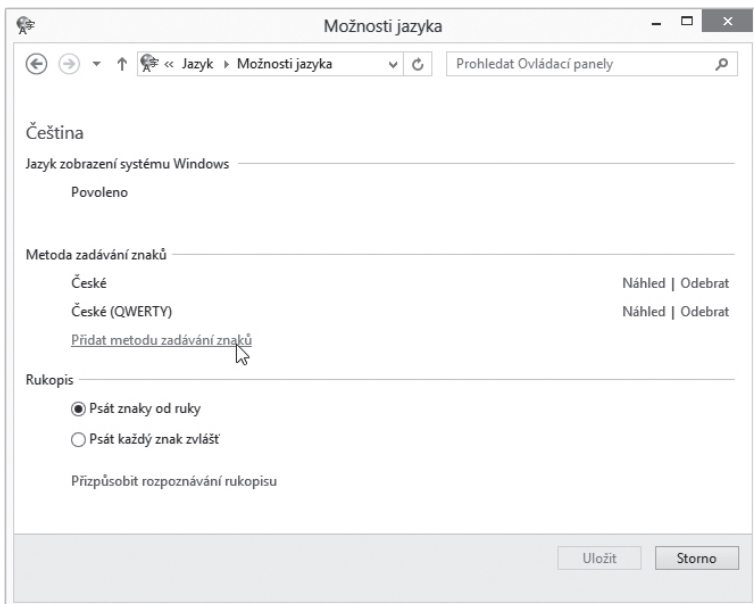 Možnosti jazyka
« Jazyk Možnosti jazyka
Prohledat Ovládací panely
Čeština
Jazyk zobrazení systému Windows
Povoleno
Metoda zadávání znaků
České Náhled | Odebrat
České (QWERTY) Náhled | Odebrat
Přidat metodu zadávání znaků
Rukopis
Psát znaky od ruky
Psát každý znak zvlášť
Přizpůsobit rozpoznávání rukopisu
Uložit Storno